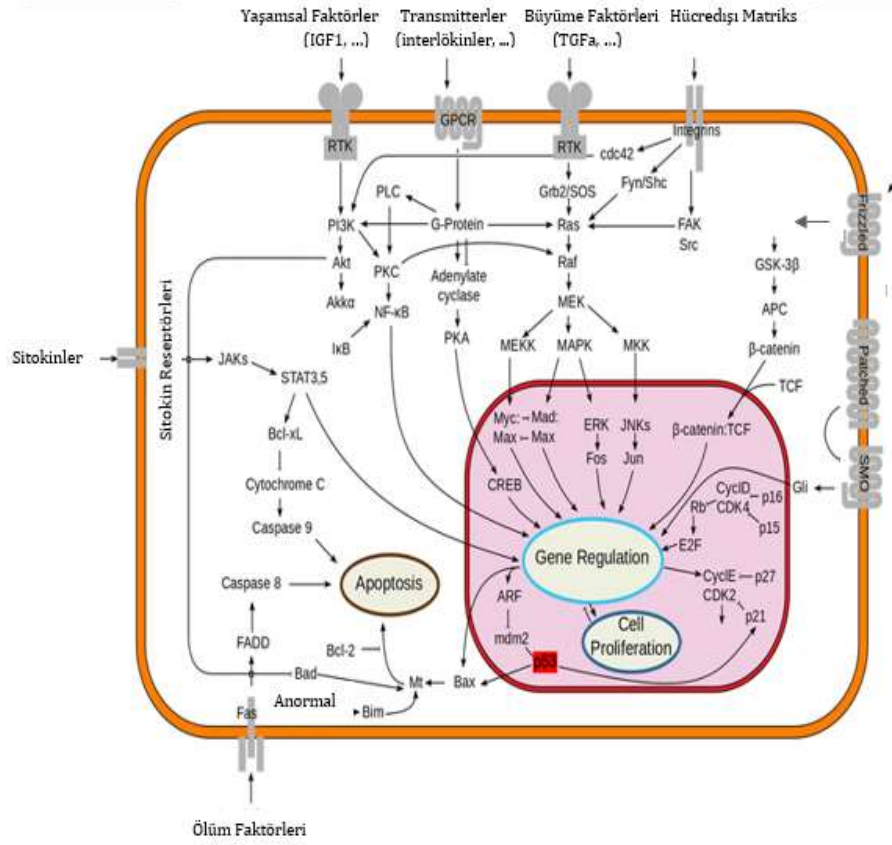 Yaşamsal Faktörler
(IGF1, ...)
Transmitterler
(interlökinler, ...)
Büyüme Faktörleri
(TGFa, ...)
Hücredışı Matriks
RTK
GPCR
RTK
Integrins
cdc42
Fyn/Shc
Grb2/SOS
PLC
PI3K
G-Protein
Ras
FAK
Src
Frizzled
Akt
PKC
Adenylate
cyclase
Raf
GSK-3β
Akkα
NF-κB
MEK
APC
IκB
PKA
MEKK
MAPK
MKK
β-catenin
TCF
Sitokinler
Sitokin Reseptörleri
JAKs
STAT3,5
Patched
Bcl-xL
Myc:
Mad:
Max
Max
ERK
JNKs
β-catenin:TCF
Fos
Jun
Cytochrome C
CREB
Gli
SMO
CyclD
CDK4
p16
p15
Rb
E2F
Caspase 9
Gene Regulation
Caspase 8
Apoptosis
ARF
CyclE
CDK2
p27
p21
Cell
Proliferation
FADD
mdm2
Bcl-2
p53
Bad
Mt
Bax
Anormal
Bim
Fas
Ölüm Faktörleri